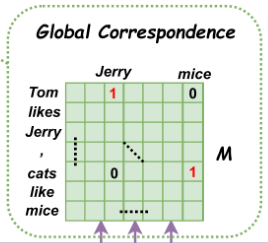 Global Correspondence
Jerry mice
Tom 1 0
likes
Jerry
,
cats 0 1
like
mice
M